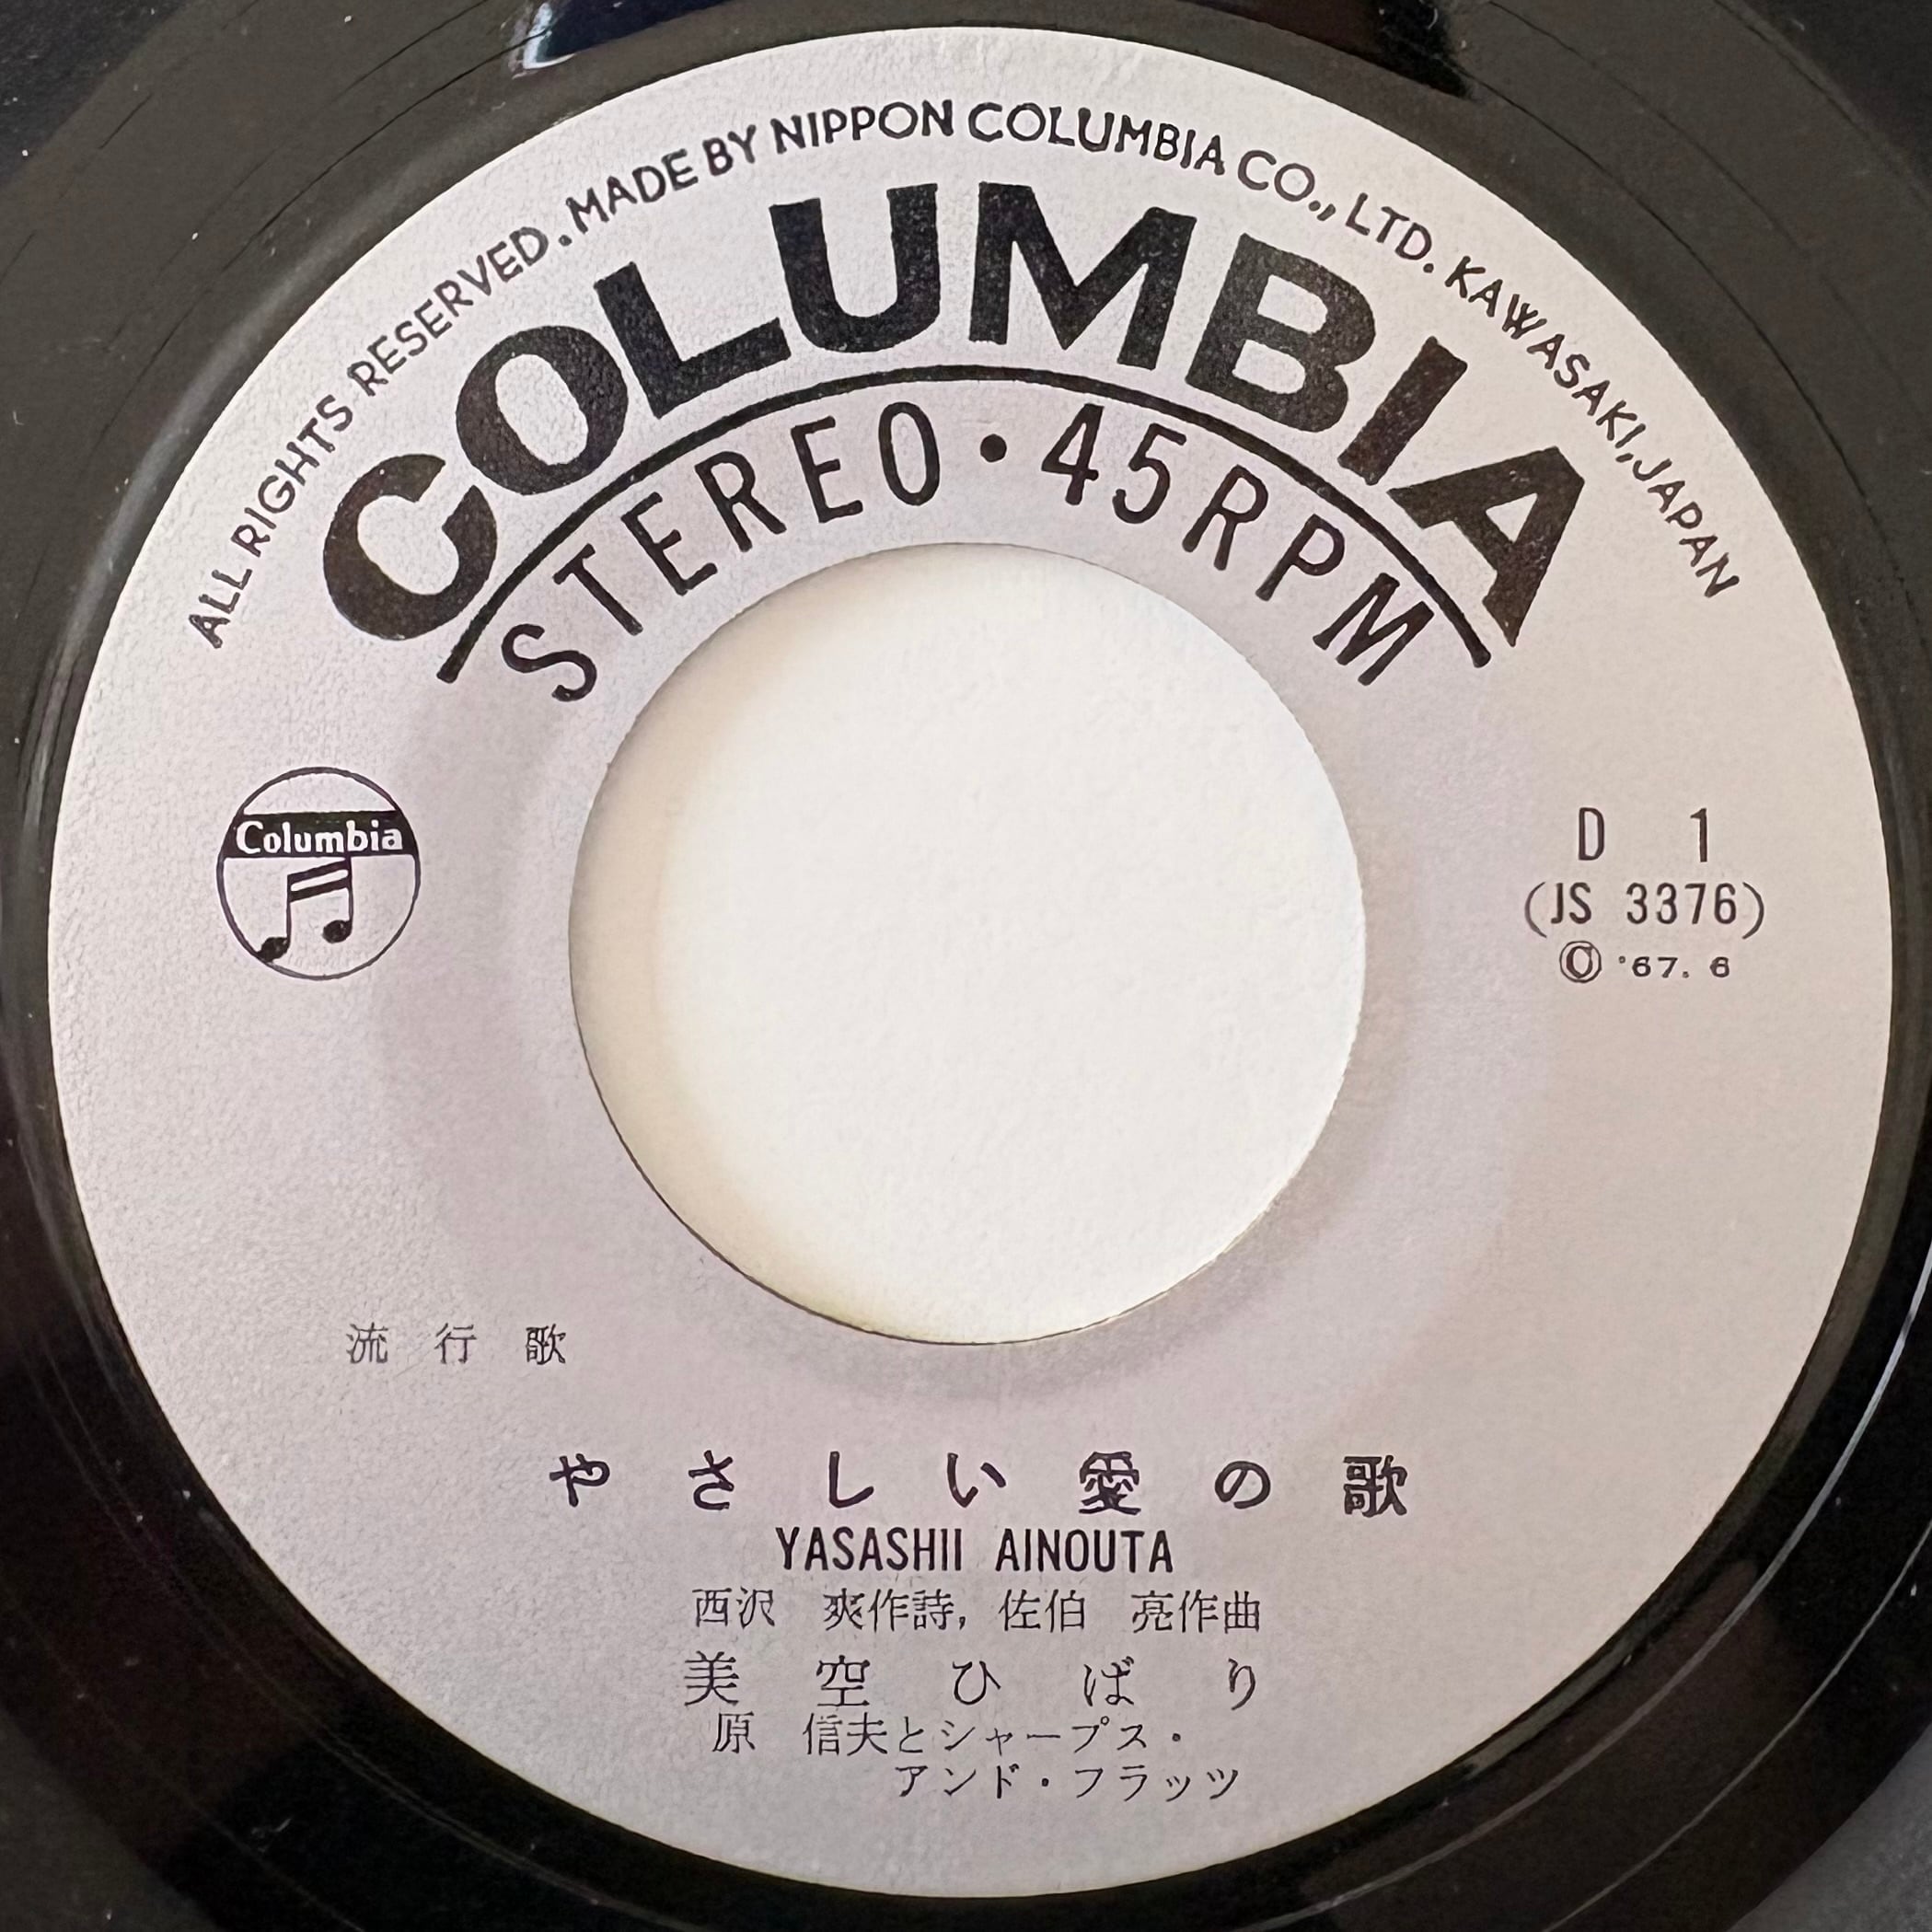 ALL RIGHTS RESERVED. MADE BY NIPPON COLUMBIA CO., LTD. KAWASAKI, JAPAN
COLUMBIA
STEREO・45RPM
Columbia
D 1
(JS 3376)
Ⓒ '67. 6
流行歌
やさしい愛の歌
YASASHII AINOUTA
西沢 爽作詩, 佐伯 亮作曲
美空ひばり
原 信夫とシャープス・
アンド・フラッツ